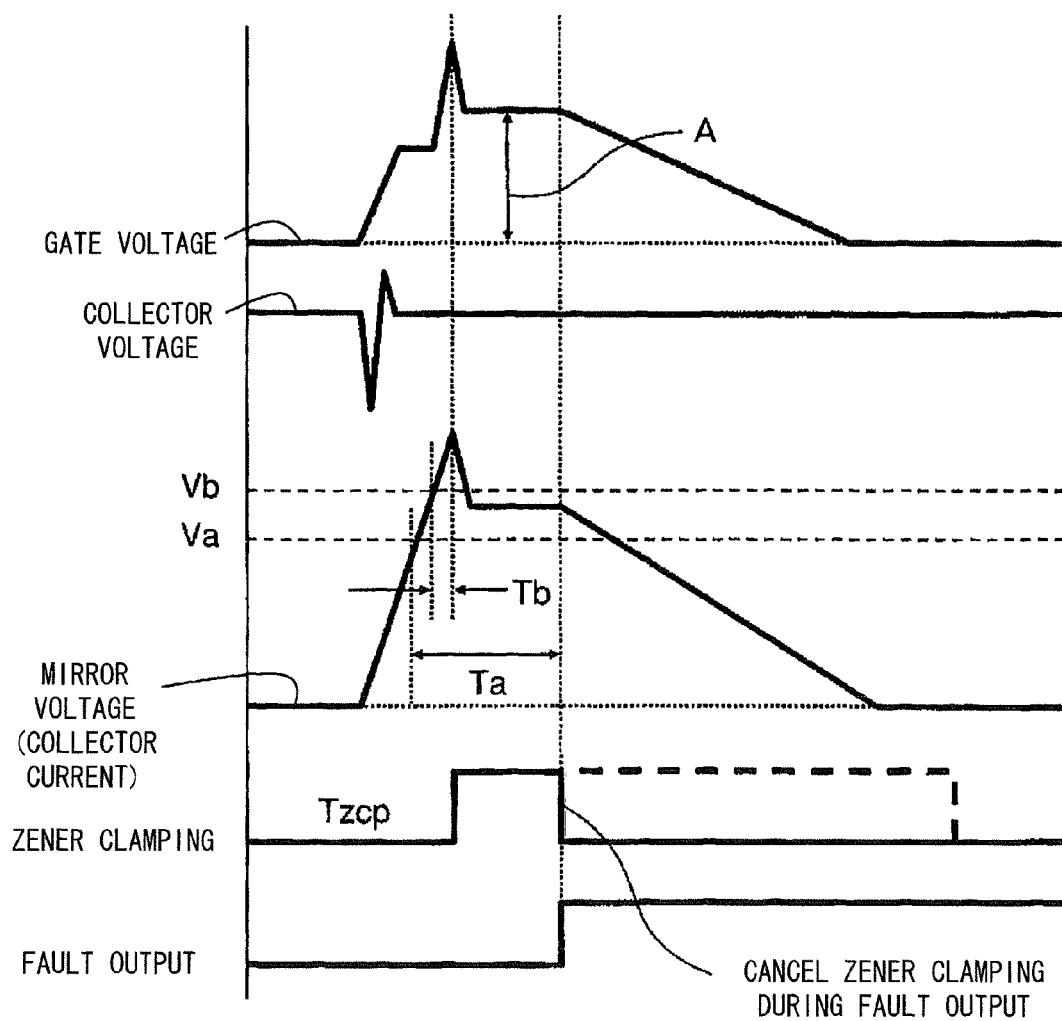 A
GATE VOLTAGE
COLLECTOR
VOLTAGE
Vb
Va
Tb
Ta
MIRROR
VOLTAGE
(COLLECTOR
CURRENT)
Tzcp
ZENER CLAMPING
FAULT OUTPUT
CANCEL ZENER CLAMPING
DURING FAULT OUTPUT